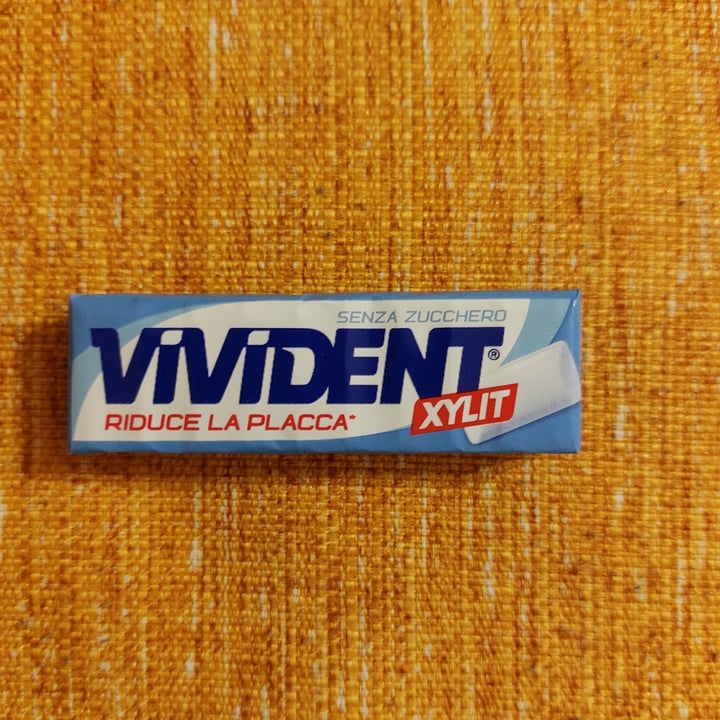 SENZA ZUCCHERO
ViViDENT®
XYLIT
RIDUCE LA PLACCA*